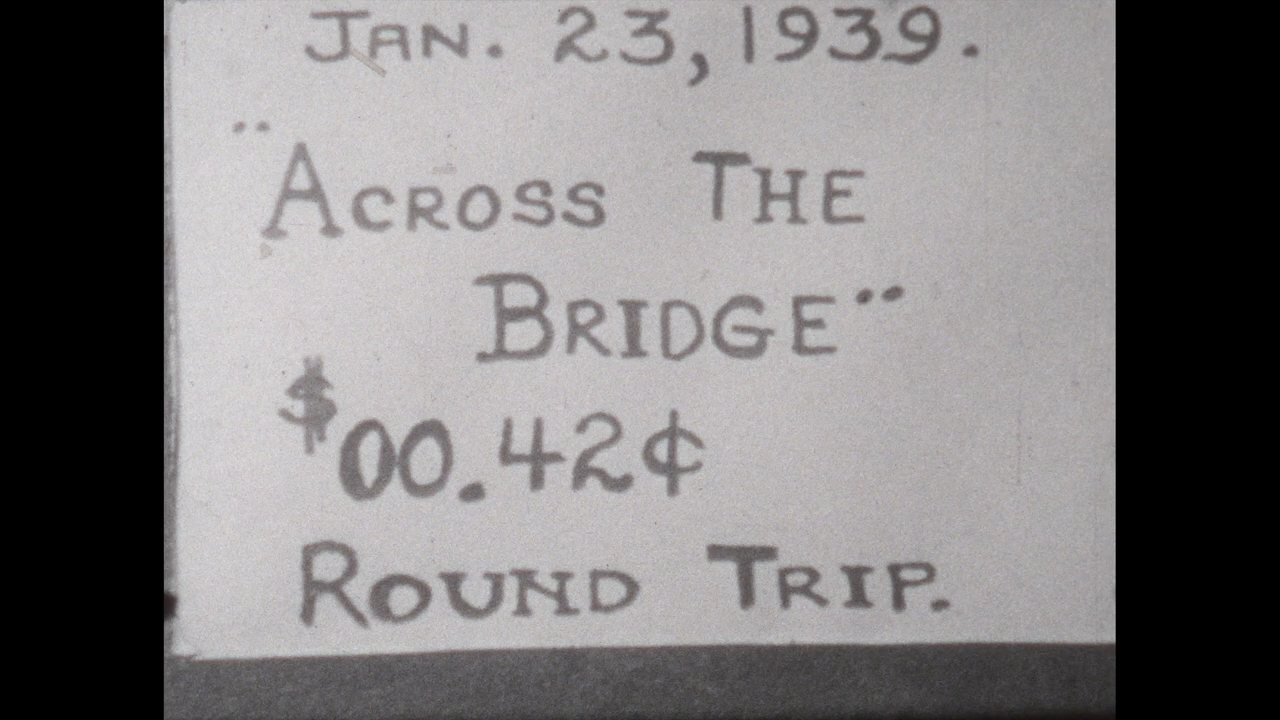 JAN. 23, 1939.
"ACROSS THE
BRIDGE"
$00.42¢
ROUND TRIP.